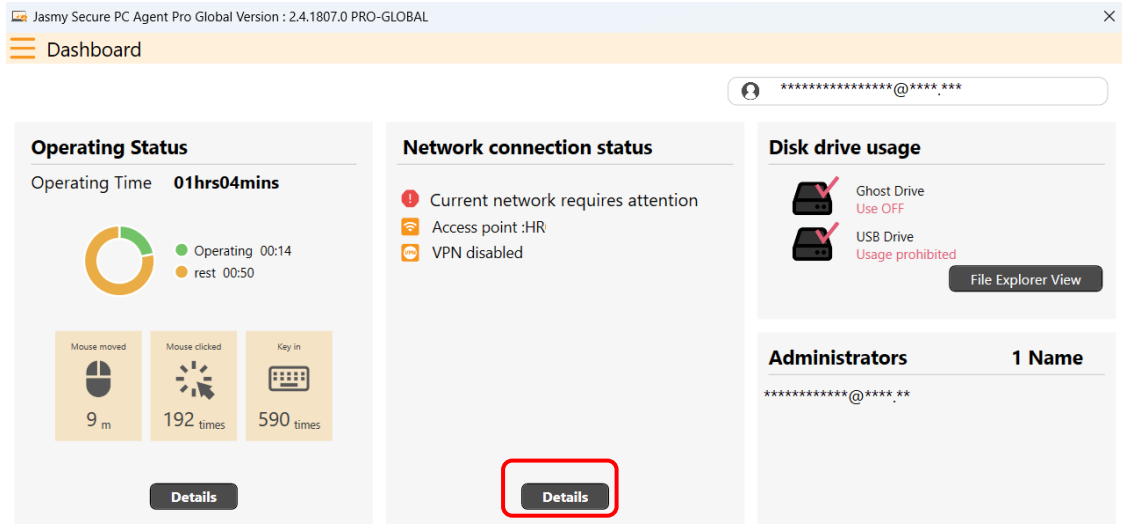 Jasmy Secure PC Agent Pro Global Version : 2.4.1807.0 PRO-GLOBAL
Dashboard
****************@****.***
Operating Status
Operating Time 01hrs04mins
Operating 00:14
rest 00:50
Mouse moved
9 m
Mouse clicked
192 times
Key in
590 times
Details
Network connection status
Current network requires attention
Access point :HR
VPN
VPN disabled
Details
Disk drive usage
Ghost Drive
Use OFF
USB Drive
Usage prohibited
File Explorer View
Administrators 1 Name
************@****.**